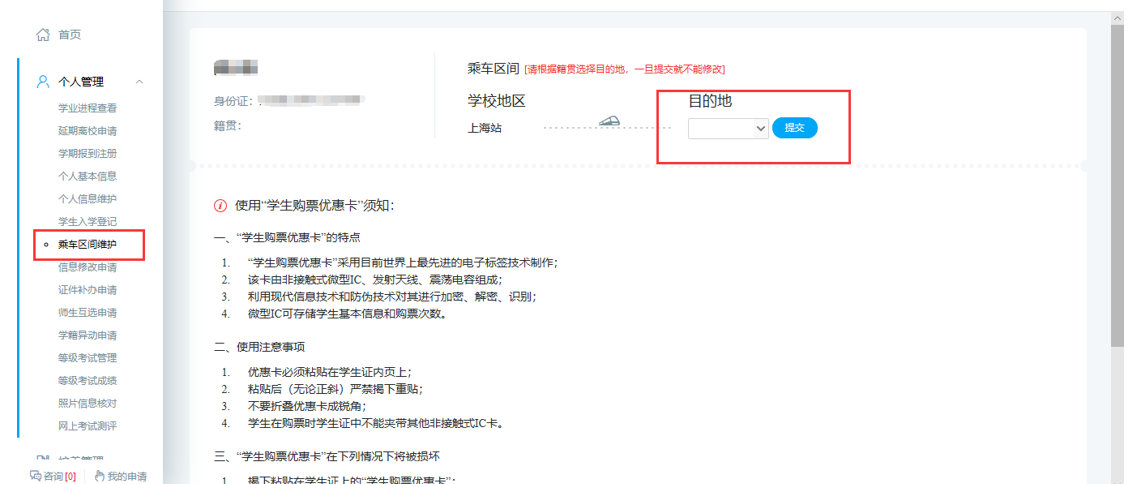 首页
个人管理
学业进程查看
延期离校申请
学期报到注册
个人基本信息
个人信息维护
学生入学登记
乘车区间维护
信息修改申请
证件补办申请
师生互选申请
学籍异动申请
等级考试管理
等级考试成绩
照片信息核对
网上考试测评
咨询[0] 我的申请
身份证：
籍贯：
乘车区间 [请根据籍贯选择目的地，一旦提交就不能修改]
学校地区 目的地
上海站 提交
使用“学生购票优惠卡”须知：
一、“学生购票优惠卡”的特点
1. “学生购票优惠卡”采用目前世界上最先进的电子标签技术制作；
2. 该卡由非接触式微型IC、发射天线、震荡电容组成；
3. 利用现代信息技术和防伪技术对其进行加密、解密、识别；
4. 微型IC可存储学生基本信息和购票次数。
二、使用注意事项
1. 优惠卡必须粘贴在学生证内页上；
2. 粘贴后（无论正斜）严禁揭下重贴；
3. 不要折叠优惠卡成锐角；
4. 学生在购票时学生证中不能夹带其他非接触式IC卡。
三、“学生购票优惠卡”在下列情况下将被损坏
1. 揭下粘贴在学生证上的“学生购票优惠卡”；